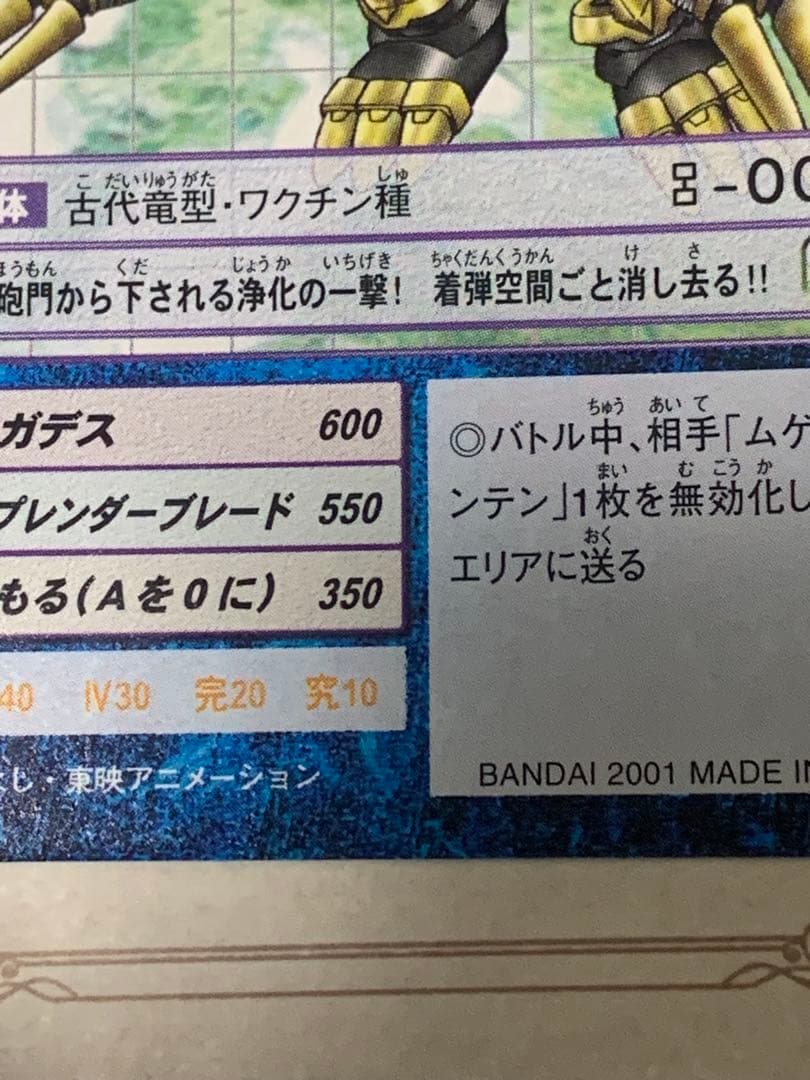 体 古代竜型・ワクチン種 呂-00
砲門から下される浄化の一撃! 着弾空間ごと消し去る!!
ガデス 600
プレンダーブレード 550
もる(Aを0に) 350
40 Ⅳ30 完20 究10
とし・東映アニメーション
◎バトル中、相手「ムゲ
ンテン」1枚を無効化し
エリアに送る
BANDAI 2001 MADE IN